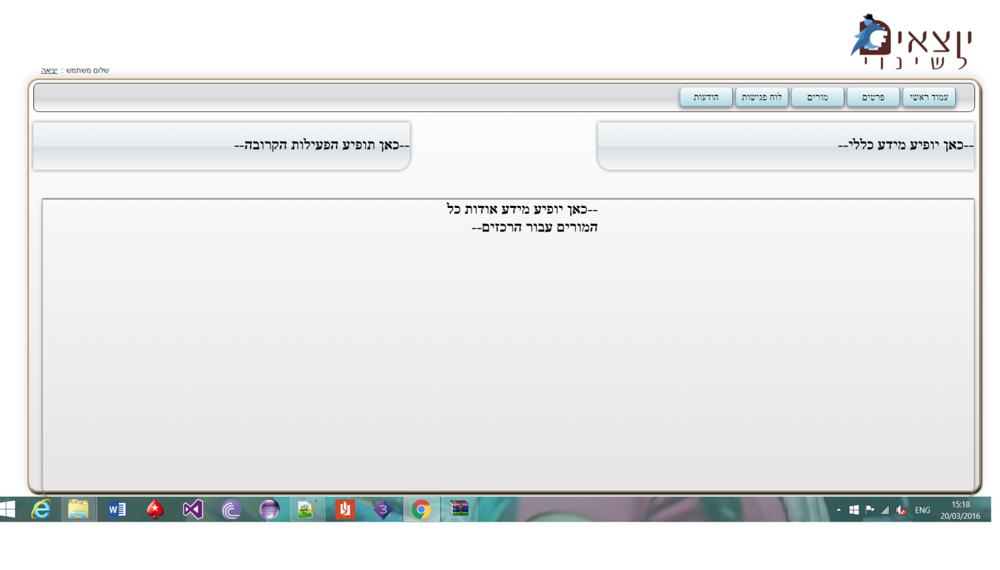 יוצאים
לשינוי
שלום משתמש :: יציאה
עמוד ראשי
פרטים
מורים
לוח פגישות
הודעות
--כאן יופיע מידע כללי--
--כאן תופיע הפעילות הקרובה--
--כאן יופיע מידע אודות כל
המורים עבור הרכזים--
ENG
15:18
20/03/2016